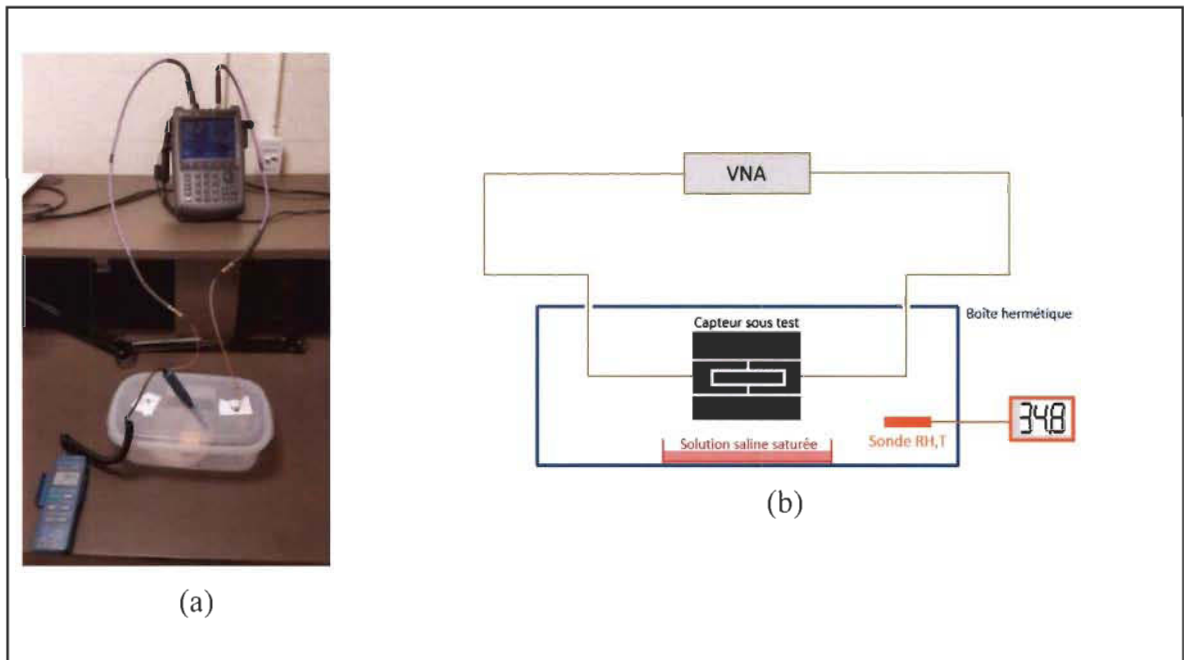 VNA
Boîte hermétique
Capteur sous test
34,8
Solution saline saturée
Sonde RH,T
(b)
(a)